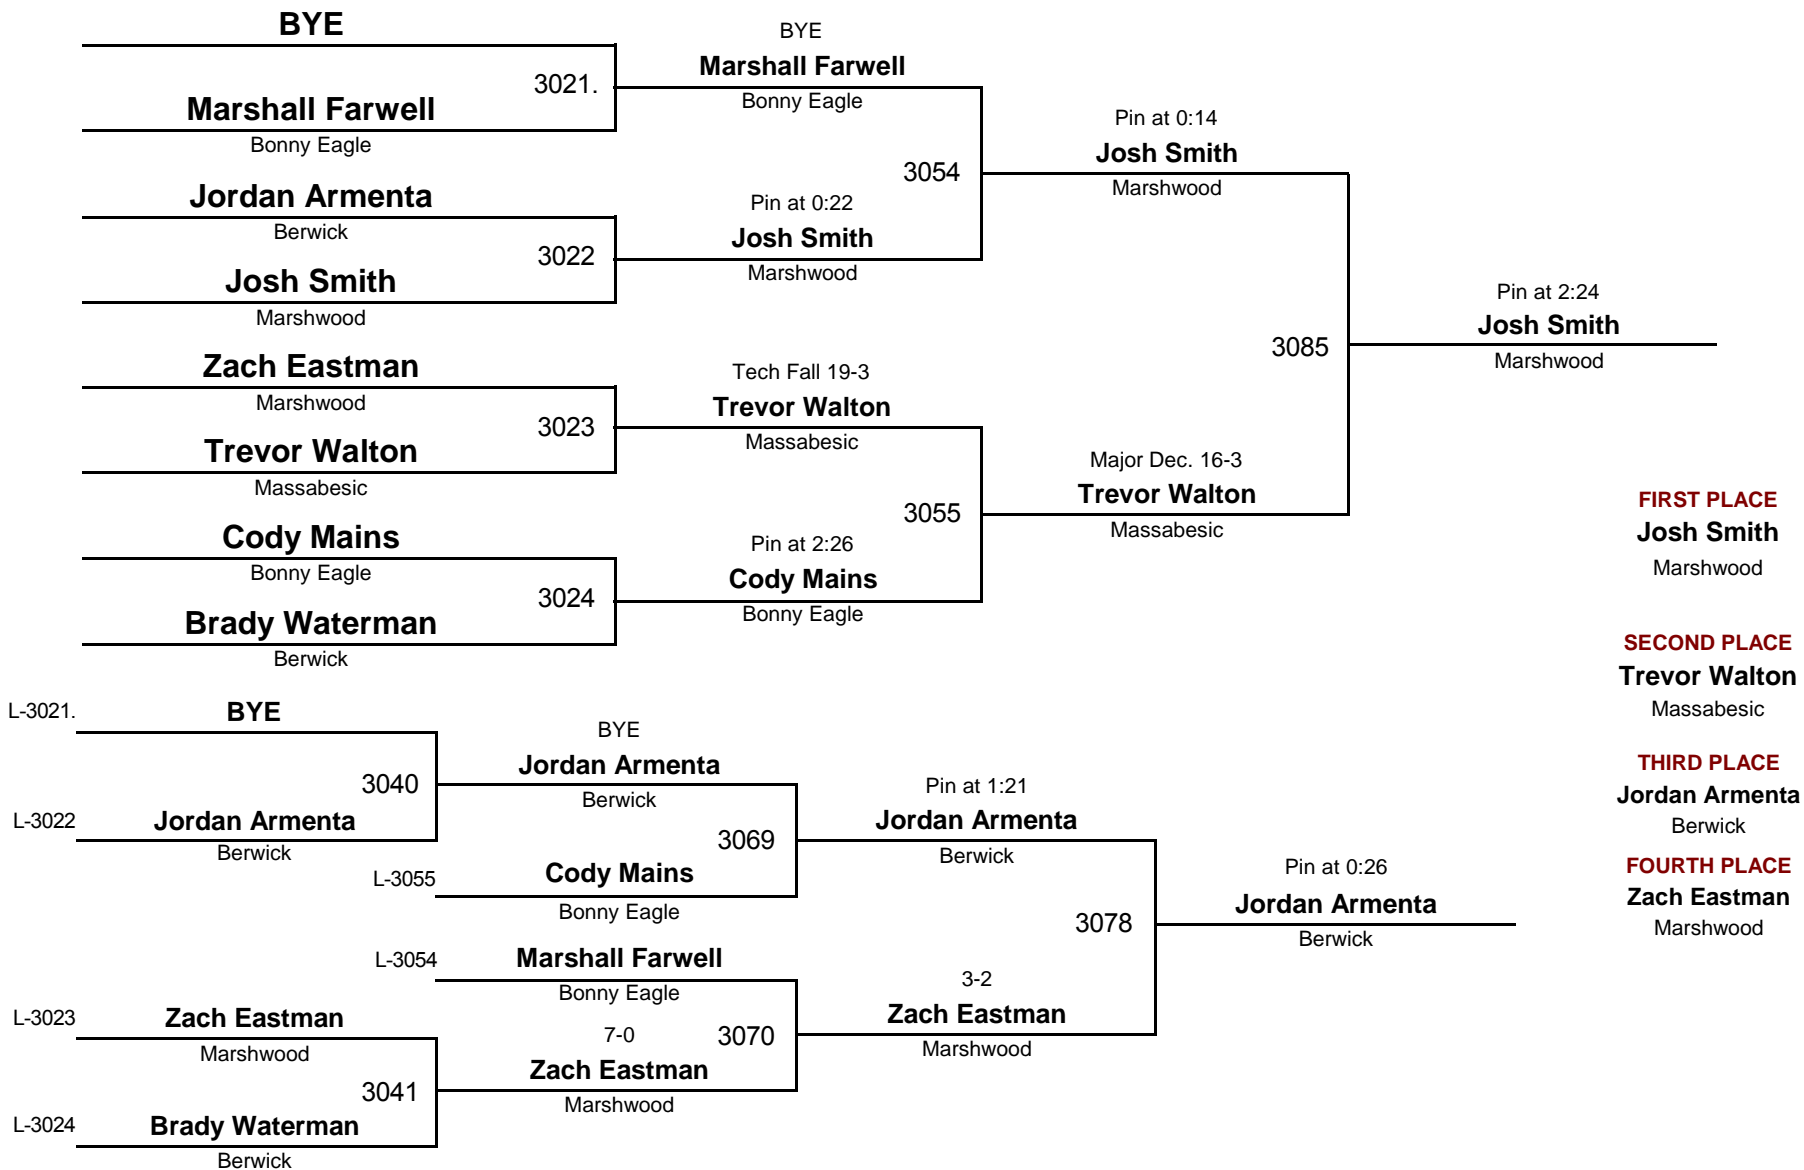 BYE
3021.
Marshall Farwell
Bonny Eagle
Jordan Armenta
Berwick
3022
Josh Smith
Marshwood
Zach Eastman
Marshwood
3023
Trevor Walton
Massabesic
Cody Mains
Bonny Eagle
3024
Brady Waterman
Berwick
BYE
Marshall Farwell
Bonny Eagle
3054
Pin at 0:22
Josh Smith
Marshwood
Tech Fall 19-3
Trevor Walton
Massabesic
3055
Pin at 2:26
Cody Mains
Bonny Eagle
Pin at 0:14
Josh Smith
Marshwood
3085
Major Dec. 16-3
Trevor Walton
Massabesic
Pin at 2:24
Josh Smith
Marshwood
FIRST PLACE
Josh Smith
Marshwood
SECOND PLACE
Trevor Walton
Massabesic
THIRD PLACE
Jordan Armenta
Berwick
FOURTH PLACE
Zach Eastman
Marshwood
L-3021.
BYE
3040
L-3022
Jordan Armenta
Berwick
BYE
Jordan Armenta
Berwick
3069
L-3055
Cody Mains
Bonny Eagle
L-3054
Marshall Farwell
Bonny Eagle
L-3023
Zach Eastman
Marshwood
3041
L-3024
Brady Waterman
Berwick
7-0
3070
Zach Eastman
Marshwood
Pin at 1:21
Jordan Armenta
Berwick
3078
3-2
Zach Eastman
Marshwood
Pin at 0:26
Jordan Armenta
Berwick